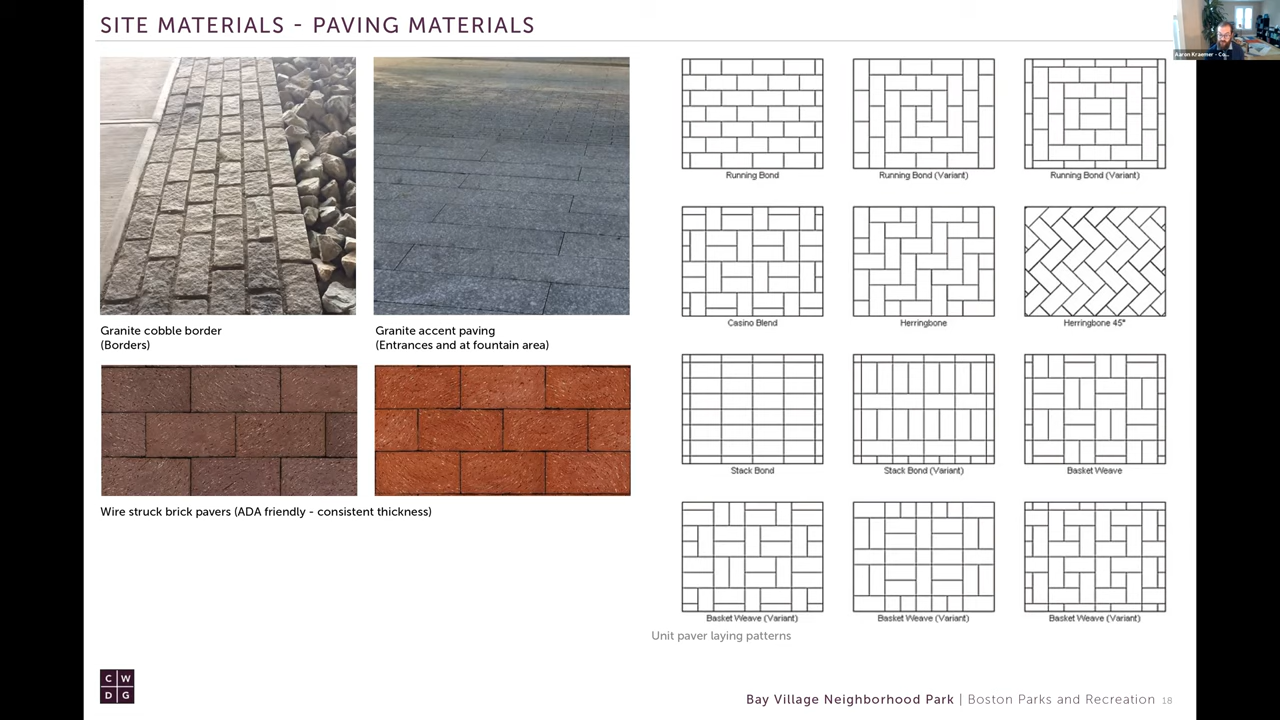 SITE MATERIALS - PAVING MATERIALS
Aaron Kraemer - Co...
Granite cobble border
(Borders)
Granite accent paving
(Entrances and at fountain area)
Wire struck brick pavers (ADA friendly - consistent thickness)
Running Bond
Running Bond (Variant)
Running Bond (Variant)
Casino Blend
Herringbone
Herringbone 45°
Stack Bond
Stack Bond (Variant)
Basket Weave
Basket Weave (Variant)
Basket Weave (Variant)
Basket Weave (Variant)
Unit paver laying patterns
C W
D G
Bay Village Neighborhood Park | Boston Parks and Recreation 18